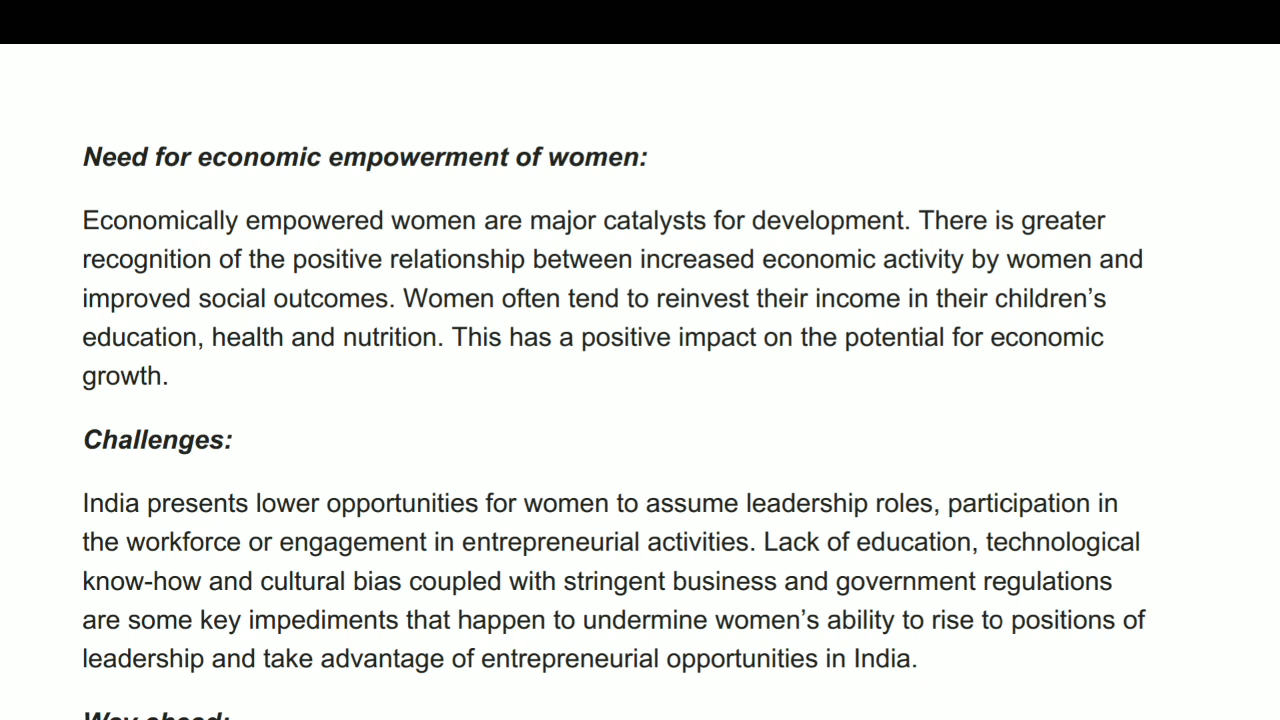 Need for economic empowerment of women:
Economically empowered women are major catalysts for development. There is greater
recognition of the positive relationship between increased economic activity by women and
improved social outcomes. Women often tend to reinvest their income in their children’s
education, health and nutrition. This has a positive impact on the potential for economic
growth.
Challenges:
India presents lower opportunities for women to assume leadership roles, participation in
the workforce or engagement in entrepreneurial activities. Lack of education, technological
know-how and cultural bias coupled with stringent business and government regulations
are some key impediments that happen to undermine women’s ability to rise to positions of
leadership and take advantage of entrepreneurial opportunities in India.
Way ahead: